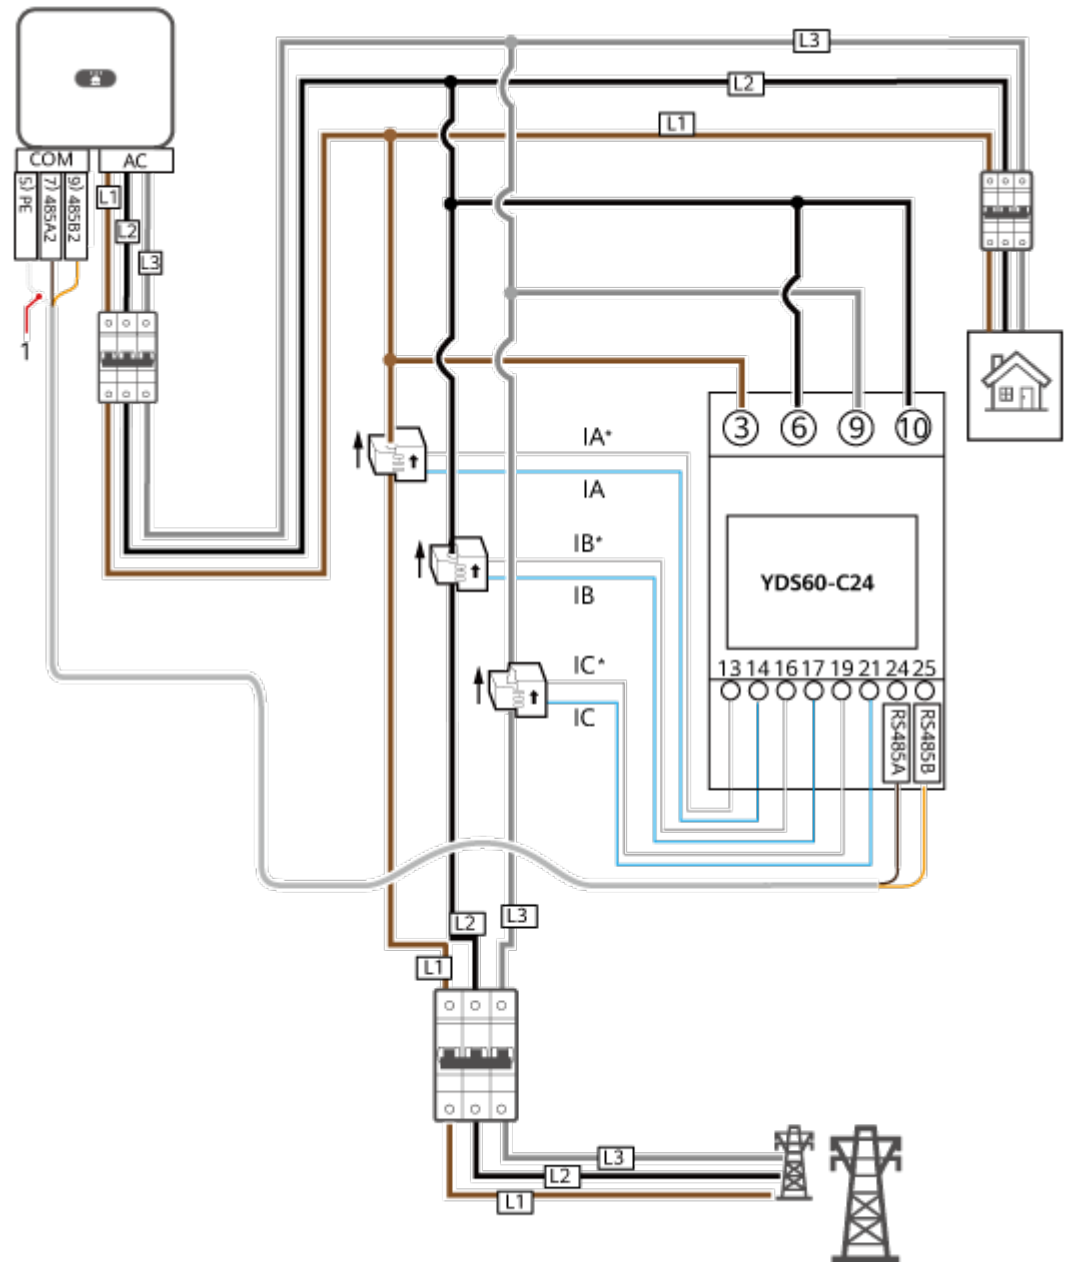 L3
L2
L1
COM
AC
5) PE
7) 485A2
9) 485B2
L1
L2
L3
1
3
6
9
10
IA*
IA
IB*
IB
YDS60-C24
IC*
IC
13 14 16 17 19 21 24 25
RS485A
RS485B
L2
L3
L1
L3
L2
L1